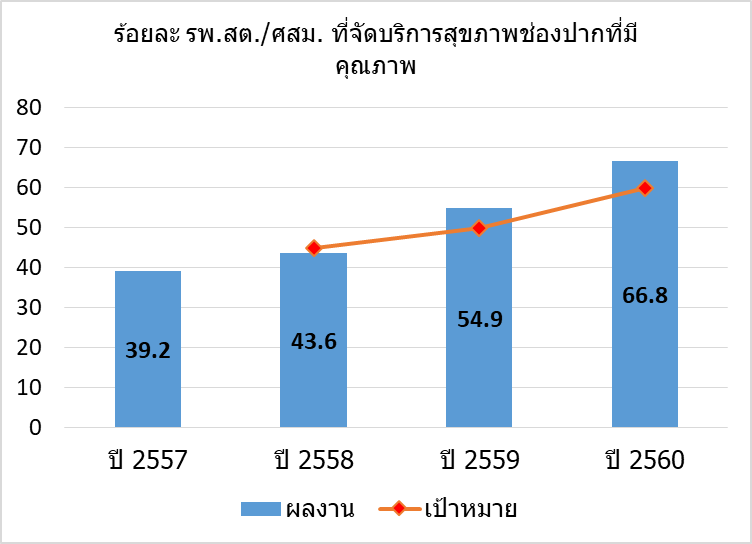 ร้อยละ รพ.สต./ศสม. ที่จัดบริการสุขภาพช่องปากที่มี
คุณภาพ
80
70
60
50
40
30
20
10
0
39.2
43.6
54.9
66.8
ปี 2557
ปี 2558
ปี 2559
ปี 2560
ผลงาน
เป้าหมาย